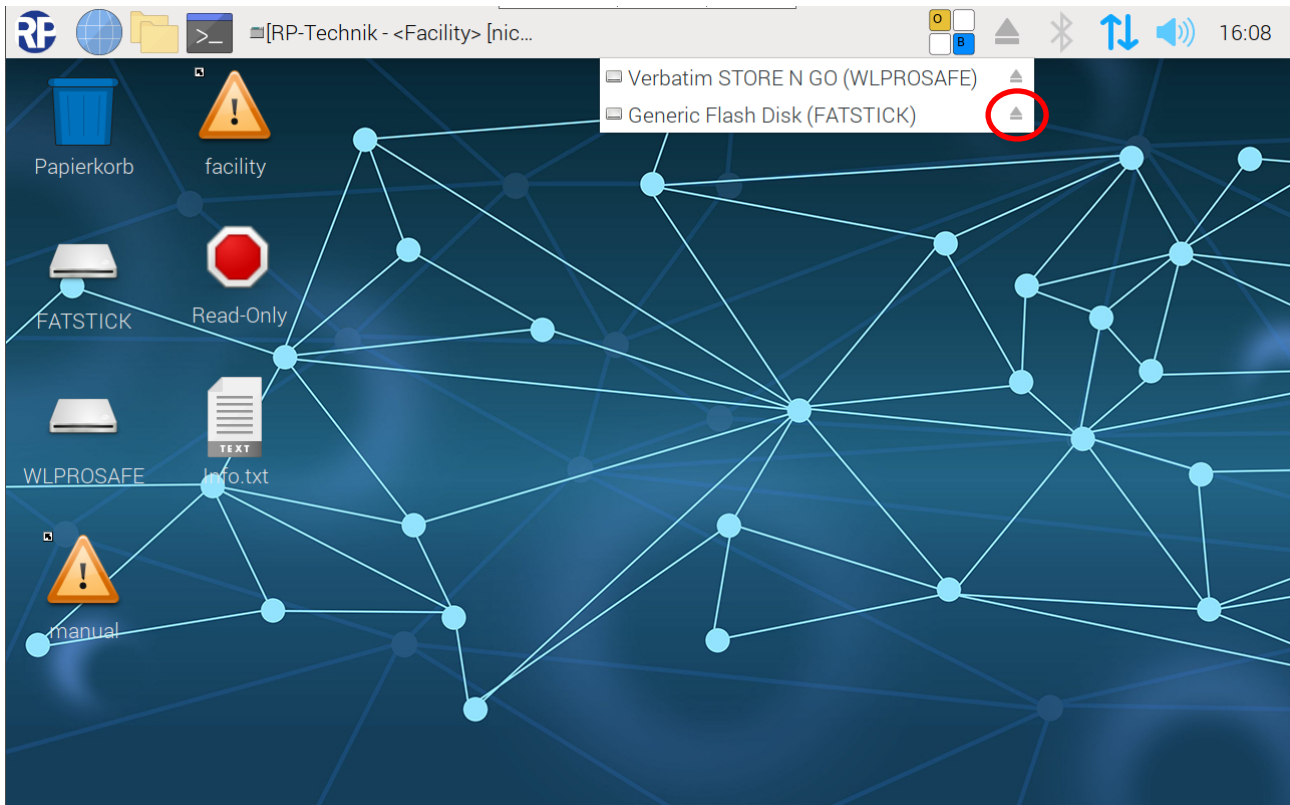 RP
>_
[RP-Technik - <Facility> [nic...
O
B
16:08
Verbatim STORE N GO (WLPROSAFE)
Generic Flash Disk (FATSTICK)
Papierkorb
facility
FATSTICK
Read-Only
TEXT
WLPROSAFE
Info.txt
manual